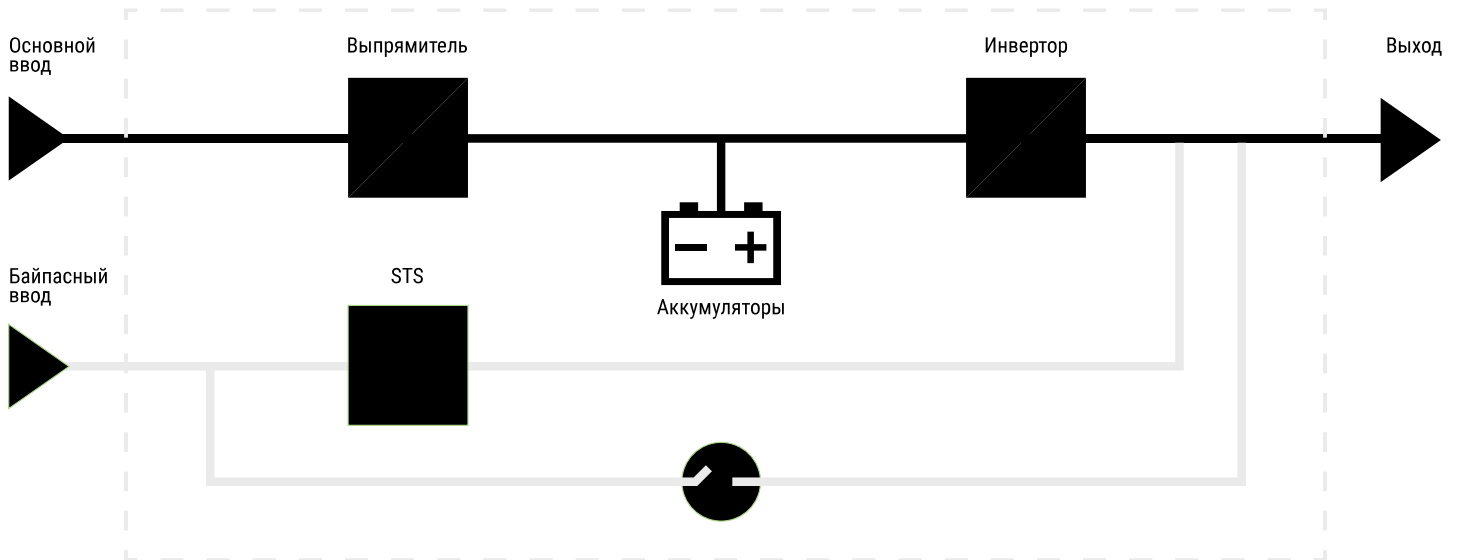 Основной
ввод
Выпрямитель
Инвертор
Выход
Байпасный
ввод
STS
Аккумуляторы